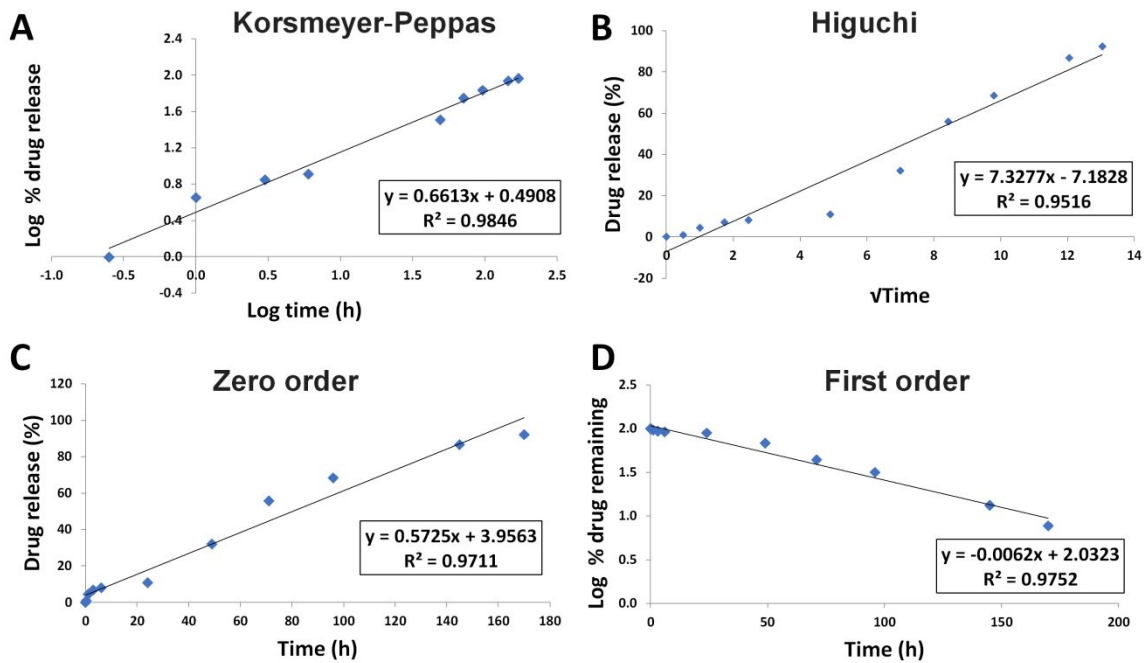 A
Korsmeyer-Peppas
Log % drug release
2.4
2.0
1.6
1.2
0.8
0.4
0.0
-0.4
-1.0
-0.5
0.0
0.5
1.0
1.5
2.0
2.5
y = 0.6613x + 0.4908
R² = 0.9846
Log time (h)
B
Higuchi
Drug release (%)
100
80
60
40
20
0
-20
0
2
4
6
8
10
12
14
y = 7.3277x - 7.1828
R² = 0.9516
√Time
C
Zero order
Drug release (%)
120
100
80
60
40
20
0
0
20
40
60
80
100
120
140
160
180
y = 0.5725x + 3.9563
R² = 0.9711
Time (h)
D
First order
Log % drug remaining
2.5
2.0
1.5
1.0
0.5
0.0
0
50
100
150
200
y = -0.0062x + 2.0323
R² = 0.9752
Time (h)